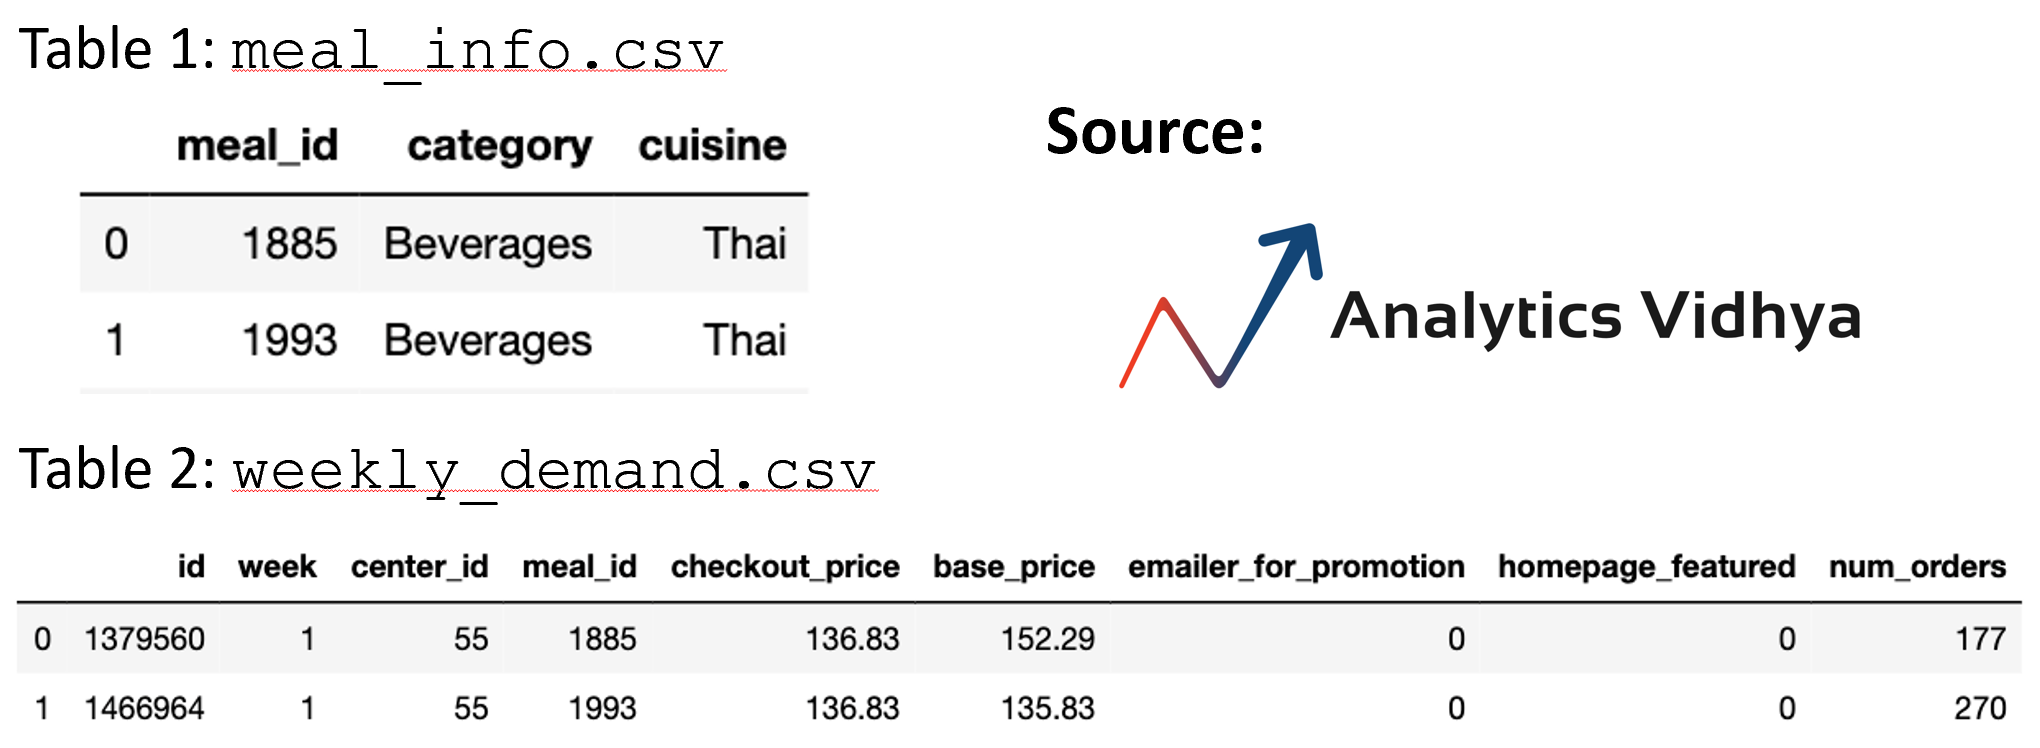 Table 1: meal_info.csv
meal_id category cuisine
0 1885 Beverages Thai
1 1993 Beverages Thai
Source:
Analytics Vidhya
Table 2: weekly_demand.csv
id week center_id meal_id checkout_price base_price emailer_for_promotion homepage_featured num_orders
0 1379560 1 55 1885 136.83 152.29 0 0 177
1 1466964 1 55 1993 136.83 135.83 0 0 270